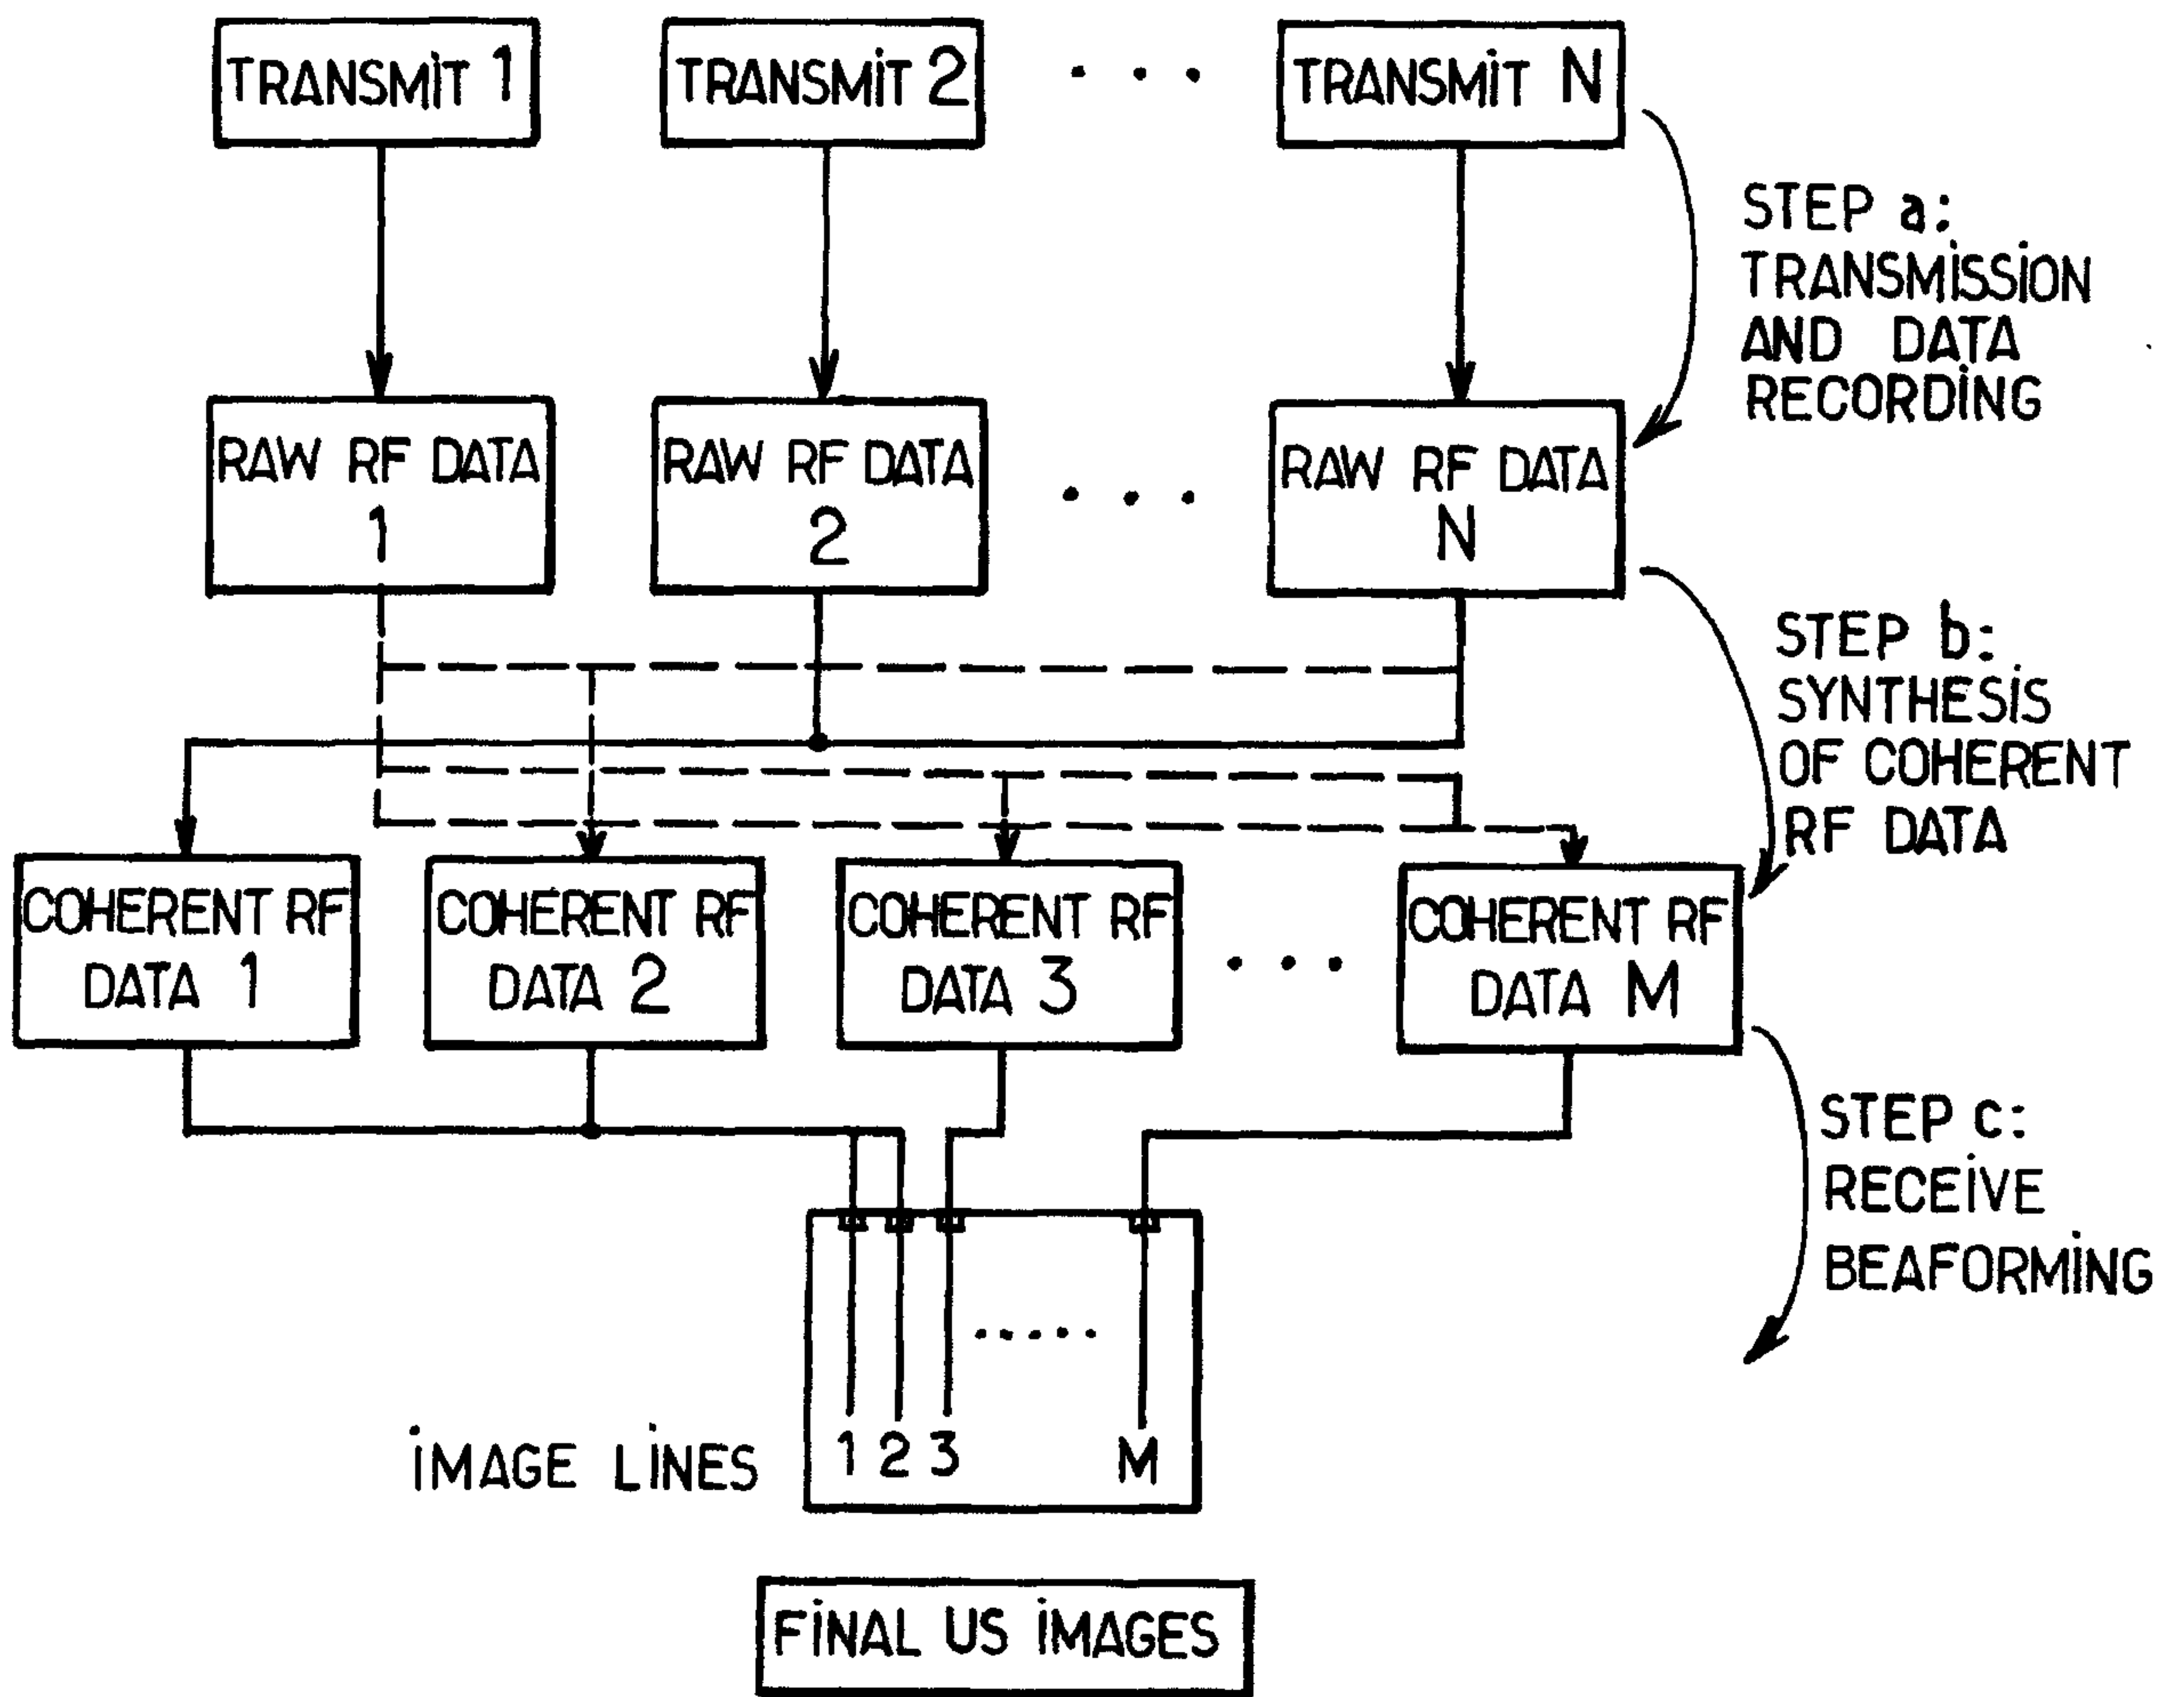 TRANSMIT 1
TRANSMIT 2
. . .
TRANSMIT N
STEP a:
TRANSMISSION
AND DATA
RECORDING
RAW RF DATA
1
RAW RF DATA
2
. . .
RAW RF DATA
N
STEP b:
SYNTHESIS
OF COHERENT
RF DATA
COHERENT RF
DATA 1
COHERENT RF
DATA 2
COHERENT RF
DATA 3
. . .
COHERENT RF
DATA M
STEP c:
RECEIVE
BEAFORMING
.....
IMAGE LINES
1 2 3 M
FINAL US IMAGES